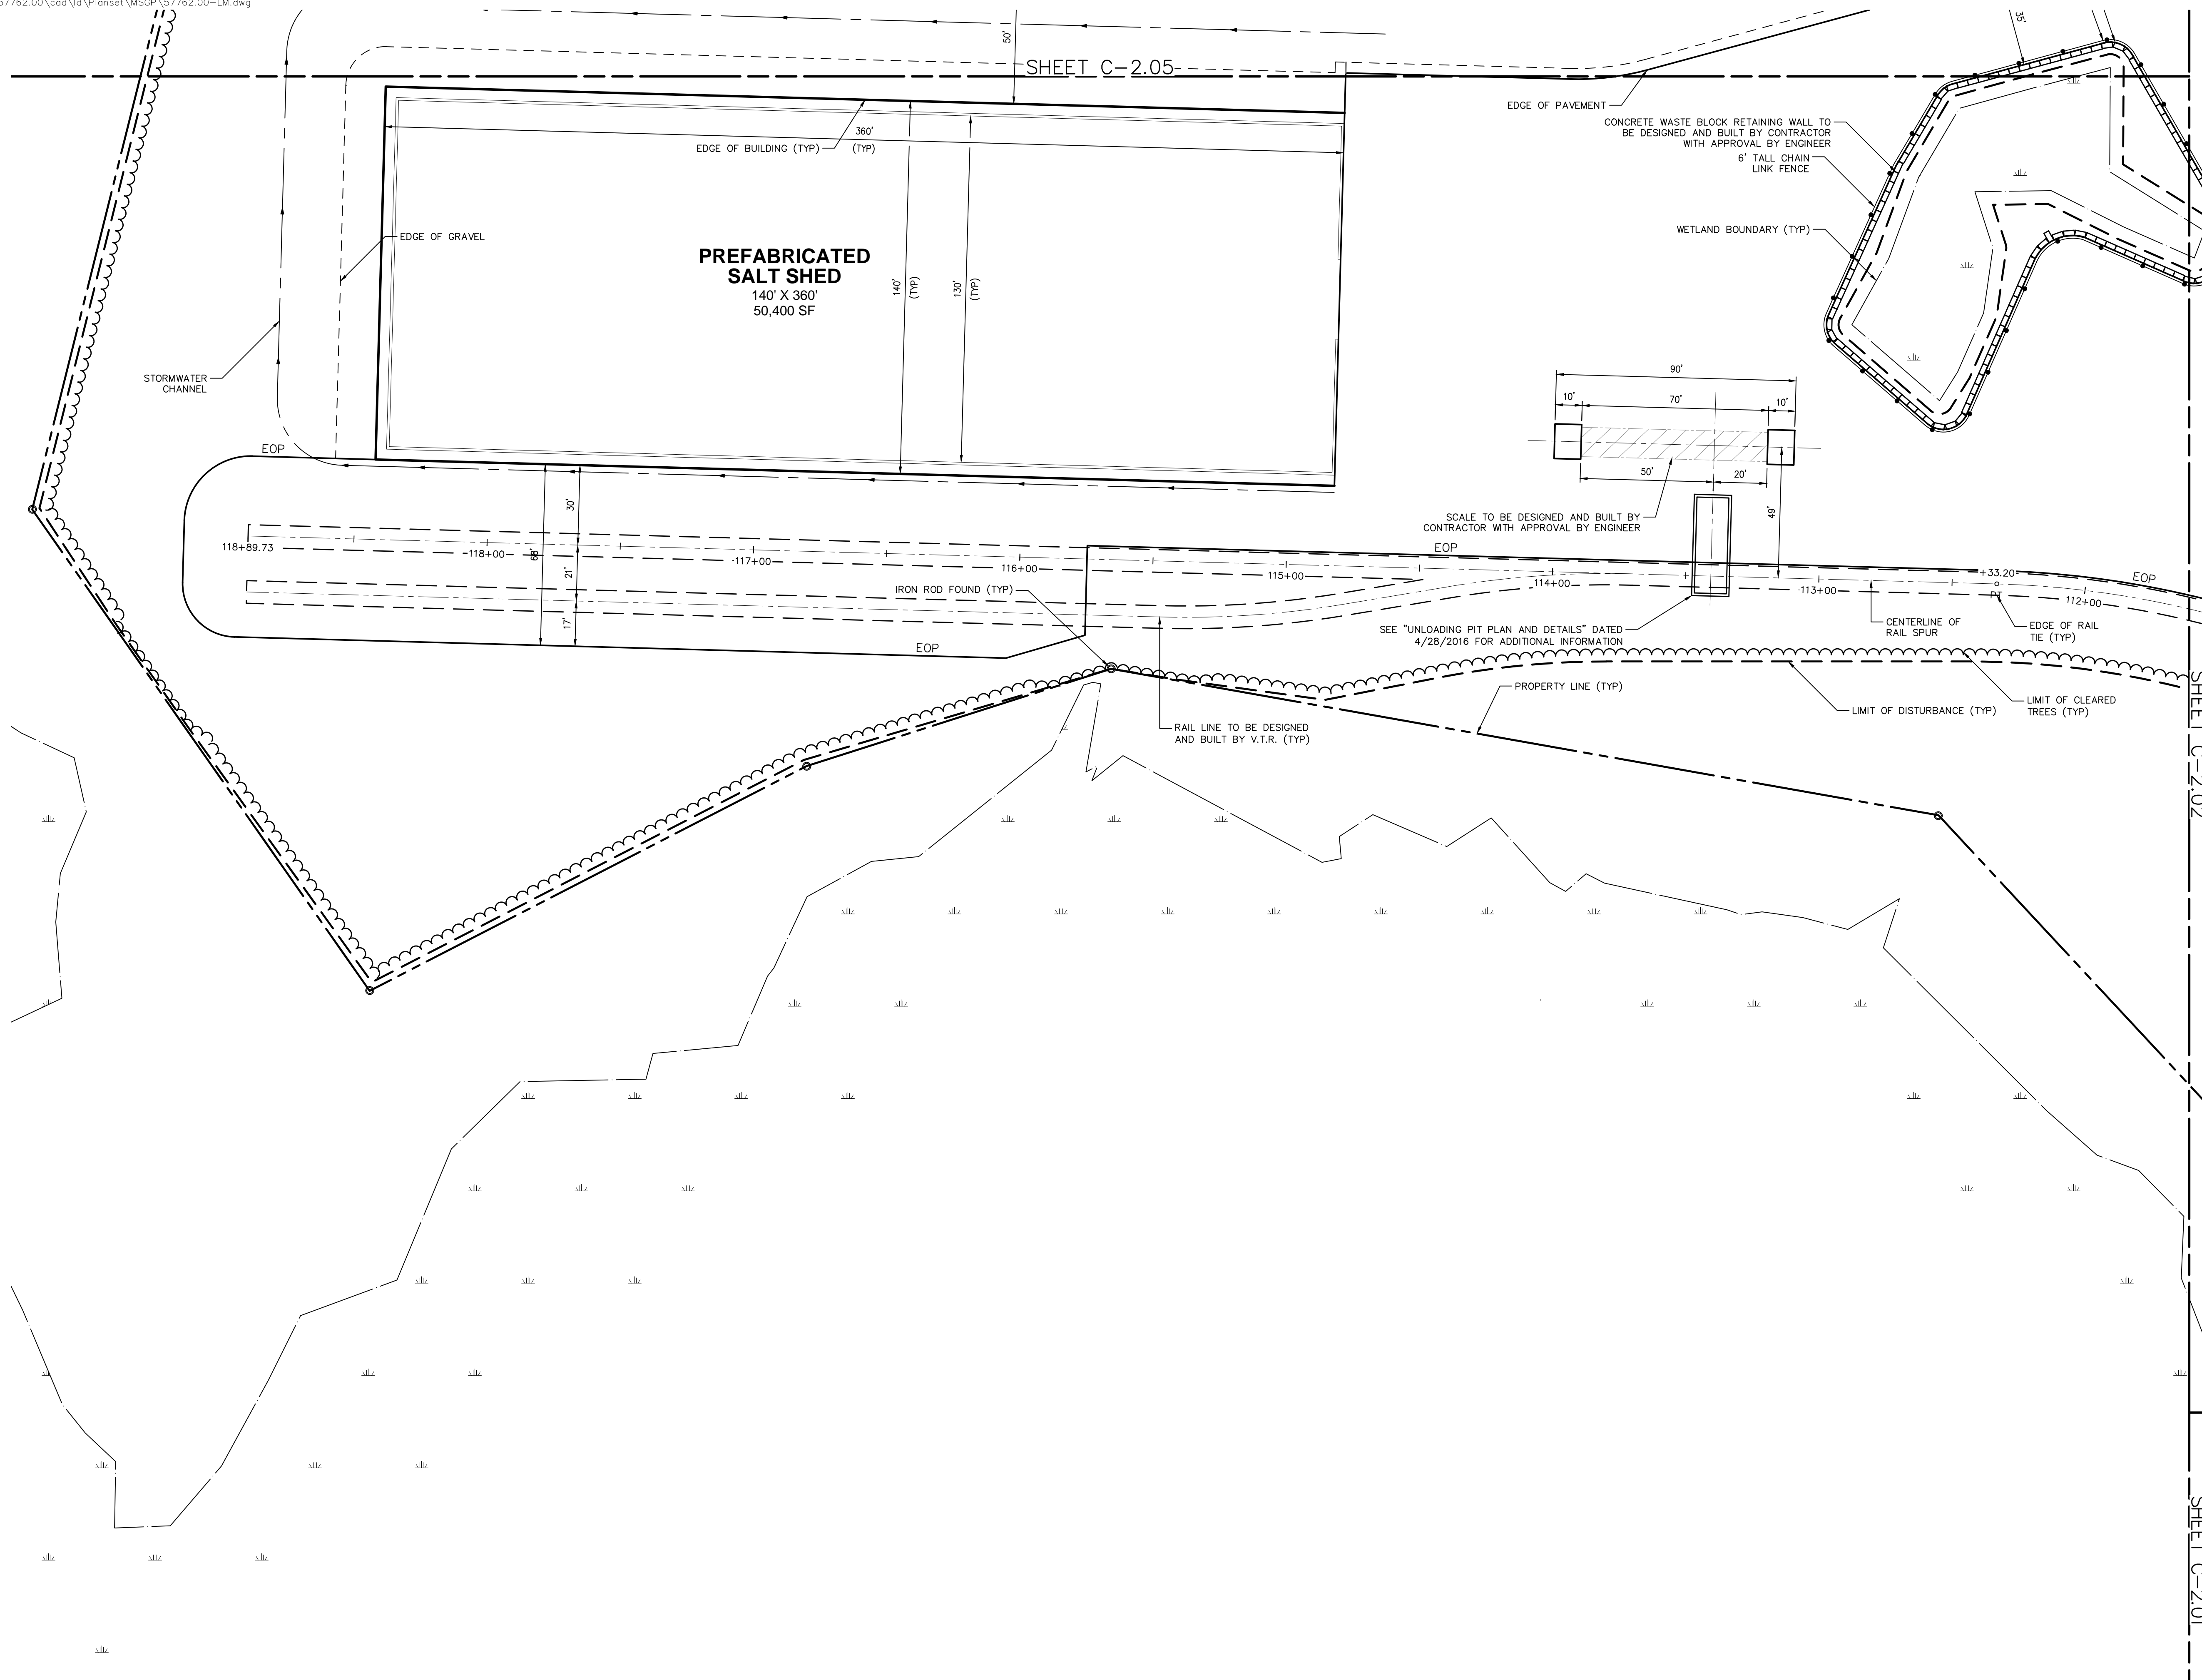 57762.00\cad\ld\Planset\MSGP\57762.00-LM.dwg
50'
35'
SHEET C-2.05
EDGE OF PAVEMENT
CONCRETE WASTE BLOCK RETAINING WALL TO
BE DESIGNED AND BUILT BY CONTRACTOR
WITH APPROVAL BY ENGINEER
6' TALL CHAIN
LINK FENCE
WETLAND BOUNDARY (TYP)
360'
(TYP)
EDGE OF BUILDING (TYP)
EDGE OF GRAVEL
PREFABRICATED
SALT SHED
140' X 360'
50,400 SF
140'
(TYP)
130'
(TYP)
STORMWATER
CHANNEL
90'
10'
70'
10'
50'
20'
49'
SCALE TO BE DESIGNED AND BUILT BY
CONTRACTOR WITH APPROVAL BY ENGINEER
EOP
30'
68'
21'
17'
118+89.73
118+00
117+00
116+00
115+00
114+00
113+00
+33.20
PT
112+00
EOP
EOP
EOP
IRON ROD FOUND (TYP)
SEE "UNLOADING PIT PLAN AND DETAILS" DATED
4/28/2016 FOR ADDITIONAL INFORMATION
CENTERLINE OF
RAIL SPUR
EDGE OF RAIL
TIE (TYP)
PROPERTY LINE (TYP)
LIMIT OF DISTURBANCE (TYP)
LIMIT OF CLEARED
TREES (TYP)
RAIL LINE TO BE DESIGNED
AND BUILT BY V.T.R. (TYP)
SHEET C-2.02
SHEET C-2.01